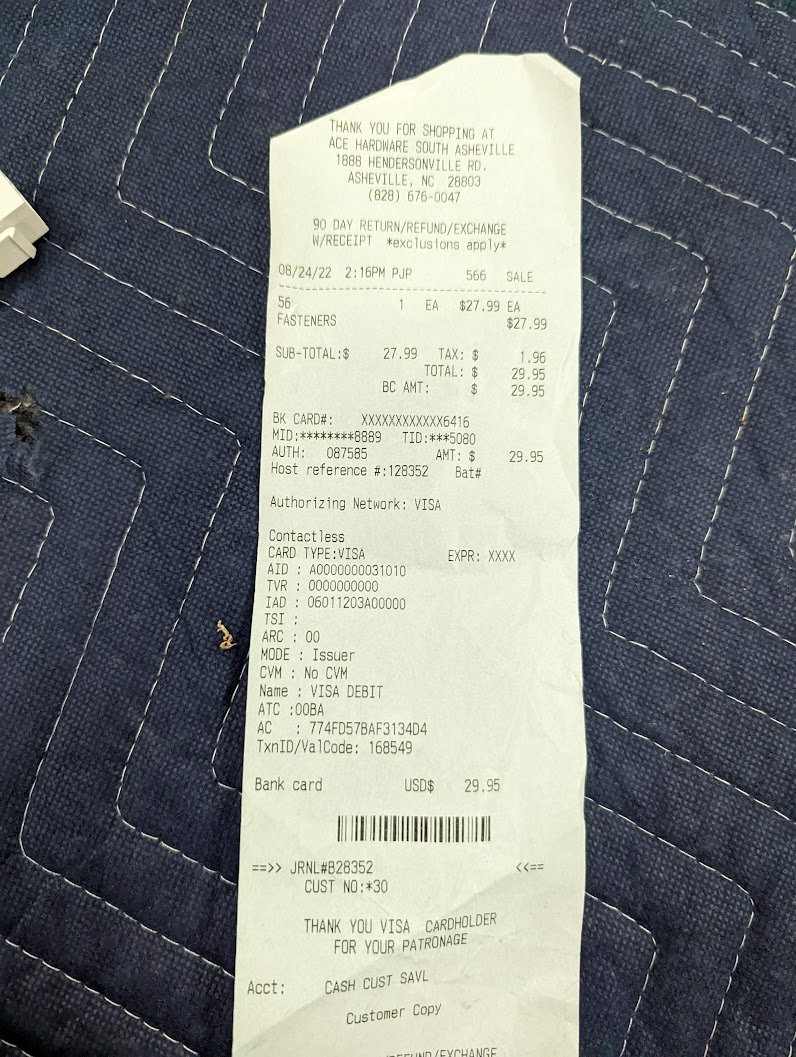 THANK YOU FOR SHOPPING AT
ACE HARDWARE SOUTH ASHEVILLE
1888 HENDERSONVILLE RD.
ASHEVILLE, NC 28803
(828) 676-0047
90 DAY RETURN/REFUND/EXCHANGE
W/RECEIPT *exclusions apply*
08/24/22 2:16PM PJP 566 SALE
--------------------------------------------
56 1 EA $27.99 EA
FASTENERS $27.99
SUB-TOTAL:$ 27.99 TAX: $ 1.96
TOTAL: $ 29.95
BC AMT: $ 29.95
BK CARD#: XXXXXXXXXXXX6416
MID:********8889 TID:***5080
AUTH: 087585 AMT: $ 29.95
Host reference #:128352 Bat#
Authorizing Network: VISA
Contactless
CARD TYPE:VISA EXPR: XXXX
AID : A0000000031010
TVR : 0000000000
IAD : 06011203A00000
TSI :
ARC : 00
MODE : Issuer
CVM : No CVM
Name : VISA DEBIT
ATC :00BA
AC : 774FD57BAF3134D4
TxnID/ValCode: 168549
Bank card USD$ 29.95
==>> JRNL#B28352 <<==
CUST NO:*30
THANK YOU VISA CARDHOLDER
FOR YOUR PATRONAGE
Acct: CASH CUST SAVL
Customer Copy
REFUND/EXCHANGE